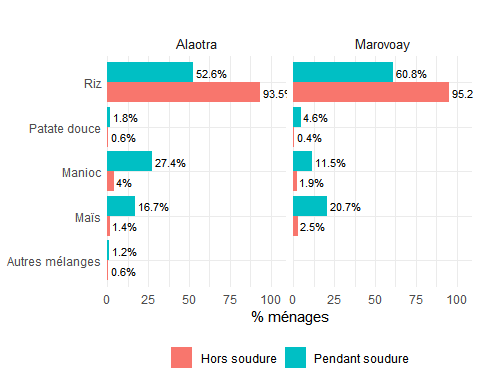 Alaotra Marovoay
Riz 52.6% 60.8%
93.5% 95.2
Patate douce 1.8% 4.6%
0.6% 0.4%
Manioc 27.4% 11.5%
4% 1.9%
Maïs 16.7% 20.7%
1.4% 2.5%
Autres mélanges 1.2%
0.6%
0 25 50 75 100 0 25 50 75 100
% ménages
Hors soudure Pendant soudure